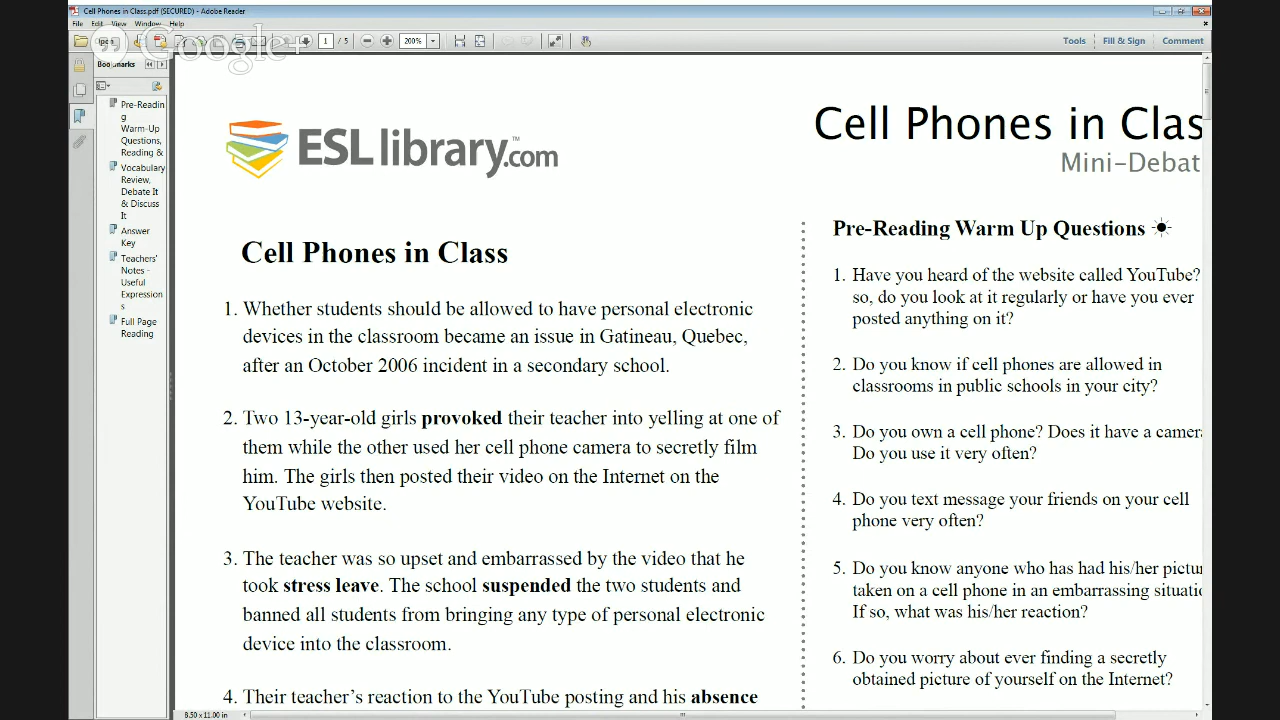 Cell Phones in Class.pdf (SECURED) - Adobe Reader
File Edit View Window Help
Open
1 / 5
200%
Tools Fill & Sign Comment
Google+
Bookmarks
Pre-Readin
g
Warm-Up
Questions,
Reading &
Vocabulary
Review,
Debate It
& Discuss
It
Answer
Key
Teachers'
Notes -
Useful
Expression
s
Full Page
Reading
ESL library.com
TM
Cell Phones in Clas
Mini-Debat
Cell Phones in Class
1. Whether students should be allowed to have personal electronic
devices in the classroom became an issue in Gatineau, Quebec,
after an October 2006 incident in a secondary school.
2. Two 13-year-old girls provoked their teacher into yelling at one of
them while the other used her cell phone camera to secretly film
him. The girls then posted their video on the Internet on the
YouTube website.
3. The teacher was so upset and embarrassed by the video that he
took stress leave. The school suspended the two students and
banned all students from bringing any type of personal electronic
device into the classroom.
4. Their teacher’s reaction to the YouTube posting and his absence
Pre-Reading Warm Up Questions
1. Have you heard of the website called YouTube?
so, do you look at it regularly or have you ever
posted anything on it?
2. Do you know if cell phones are allowed in
classrooms in public schools in your city?
3. Do you own a cell phone? Does it have a camera
Do you use it very often?
4. Do you text message your friends on your cell
phone very often?
5. Do you know anyone who has had his/her pictur
taken on a cell phone in an embarrassing situatio
If so, what was his/her reaction?
6. Do you worry about ever finding a secretly
obtained picture of yourself on the Internet?
8.50 x 11.00 in